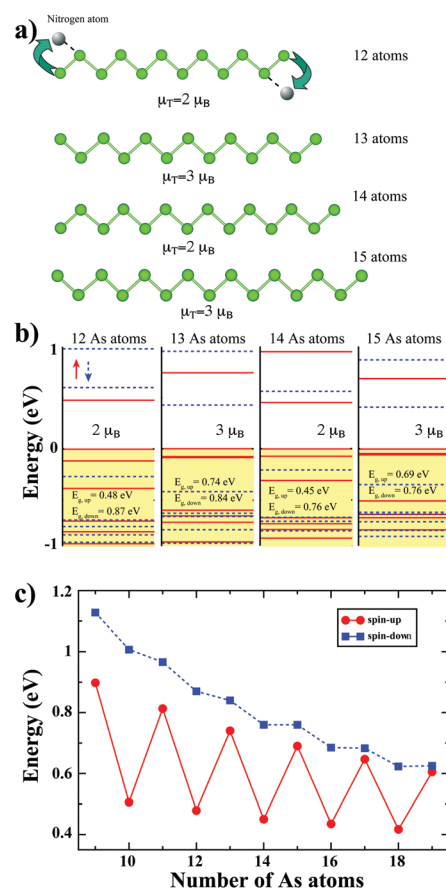 a)
Nitrogen atom
12 atoms
μT=2 μB
13 atoms
μT=3 μB
14 atoms
μT=2 μB
15 atoms
μT=3 μB
b)
12 As atoms 13 As atoms 14 As atoms 15 As atoms
Energy (eV)
1
0
-1
2 μB 3 μB 2 μB 3 μB
Eg, up = 0.48 eV
Eg, down = 0.87 eV
Eg, up = 0.74 eV
Eg, down = 0.84 eV
Eg, up = 0.45 eV
Eg, down = 0.76 eV
Eg, up = 0.69 eV
Eg, down = 0.76 eV
c)
Energy (eV)
1.2
1
0.8
0.6
0.4
spin-up
spin-down
10 12 14 16 18
Number of As atoms